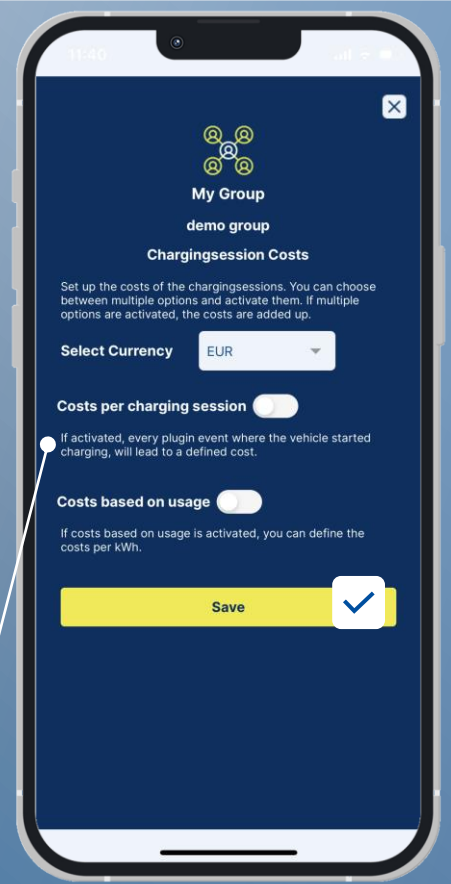 11:40
My Group
demo group
Chargingsession Costs
Set up the costs of the chargingsessions. You can choose
between multiple options and activate them. If multiple
options are activated, the costs are added up.
Select Currency EUR
Costs per charging session
If activated, every plugin event where the vehicle started
charging, will lead to a defined cost.
Costs based on usage
If costs based on usage is activated, you can define the
costs per kWh.
Save